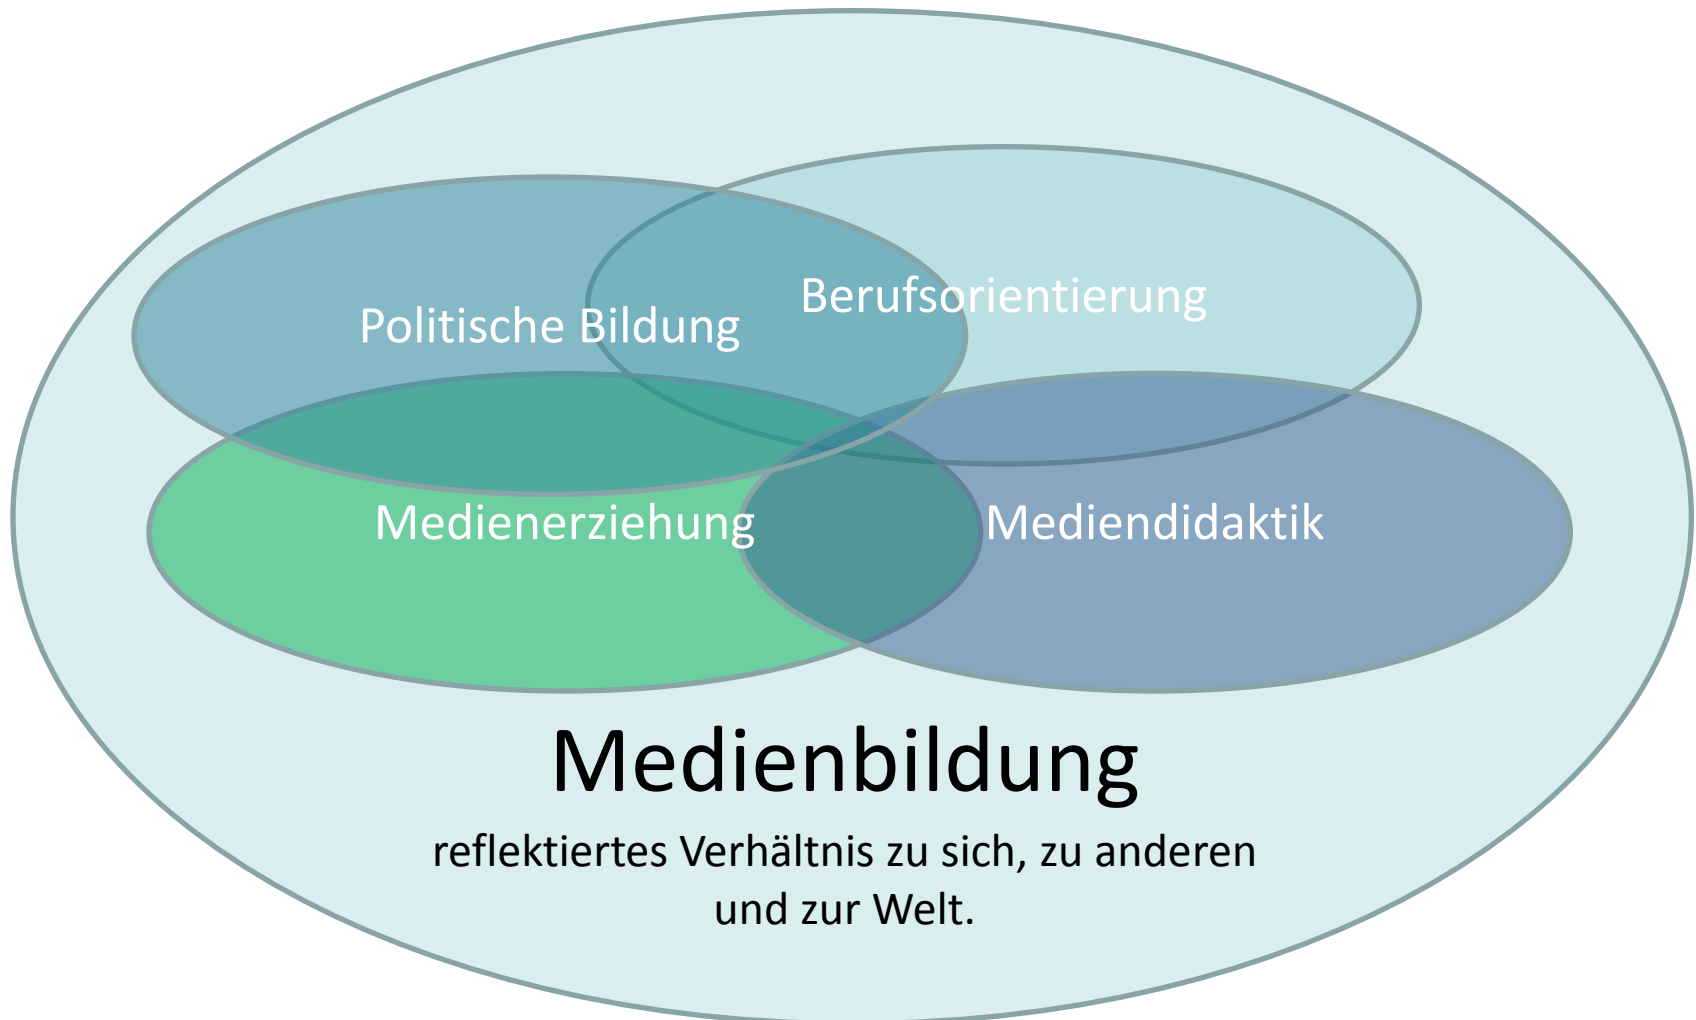 Berufsorientierung
Politische Bildung
Medienerziehung
Mediendidaktik
Medienbildung
reflektiertes Verhältnis zu sich, zu anderen
und zur Welt.